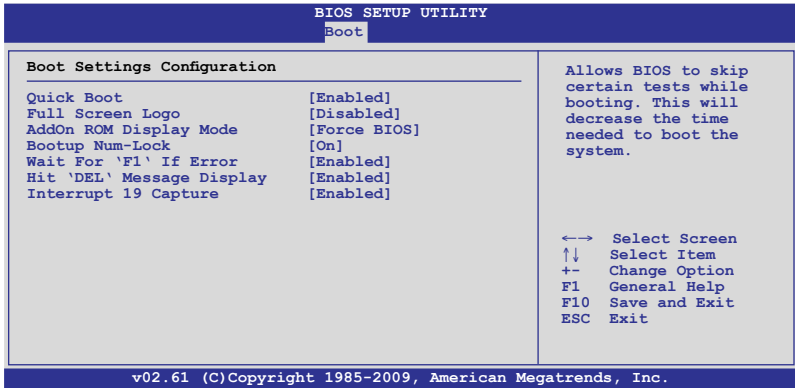 BIOS SETUP UTILITY
Boot
Boot Settings Configuration
Quick Boot [Enabled]
Full Screen Logo [Disabled]
AddOn ROM Display Mode [Force BIOS]
Bootup Num-Lock [On]
Wait For ‘F1‘ If Error [Enabled]
Hit ‘DEL‘ Message Display [Enabled]
Interrupt 19 Capture [Enabled]
Allows BIOS to skip
certain tests while
booting. This will
decrease the time
needed to boot the
system.
←→ Select Screen
↑↓ Select Item
+- Change Option
F1 General Help
F10 Save and Exit
ESC Exit
v02.61 (C)Copyright 1985-2009, American Megatrends, Inc.